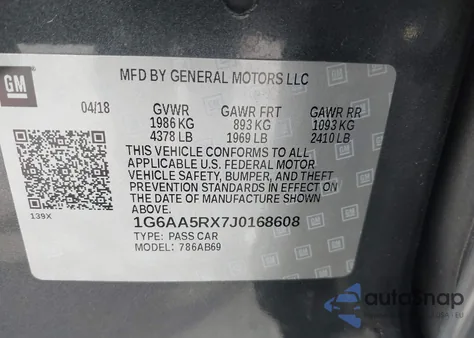 GM
MFD BY GENERAL MOTORS LLC
04/18 GVWR GAWR FRT GAWR RR
1986 KG 893 KG 1093 KG
4378 LB 1969 LB 2410 LB
THIS VEHICLE CONFORMS TO ALL
APPLICABLE U.S. FEDERAL MOTOR
VEHICLE SAFETY, BUMPER, AND THEFT
PREVENTION STANDARDS IN EFFECT ON
THE DATE OF MANUFACTURE SHOWN
ABOVE.
139X
1G6AA5RX7J0168608
TYPE: PASS CAR
MODEL: 786AB69
autoSnap